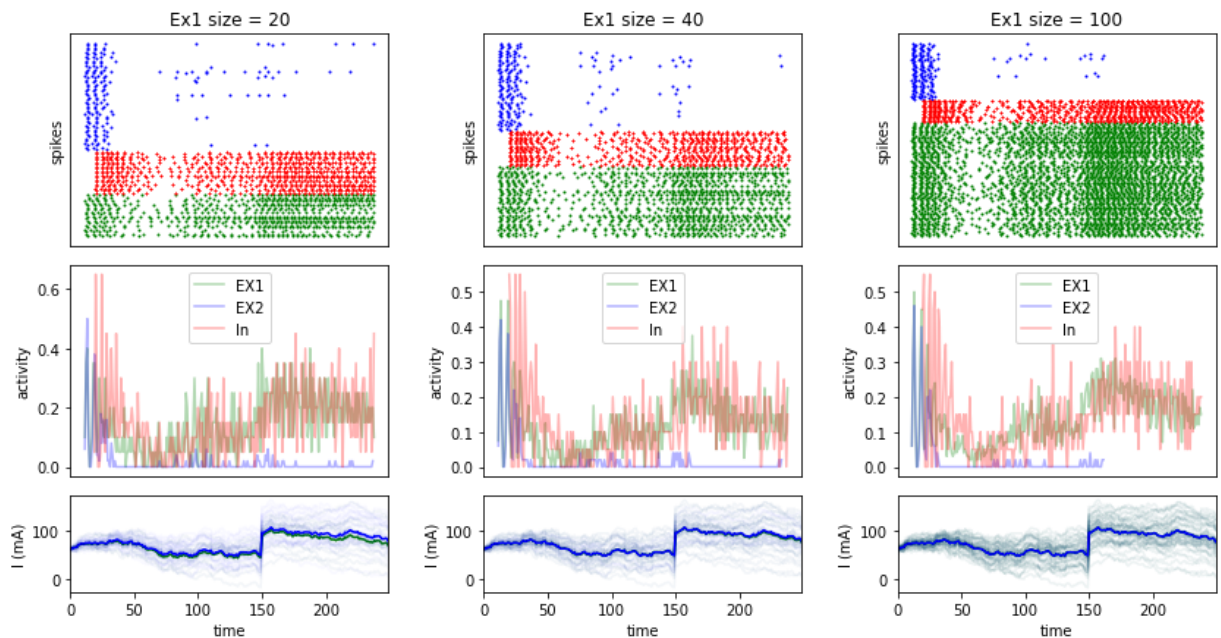 Ex1 size = 20
Ex1 size = 40
Ex1 size = 100
spikes
spikes
spikes
activity
0.6
0.4
0.2
0.0
EX1
EX2
In
activity
0.5
0.4
0.3
0.2
0.1
0.0
EX1
EX2
In
activity
0.5
0.4
0.3
0.2
0.1
0.0
EX1
EX2
In
I (mA)
100
0
0 50 100 150 200
time
I (mA)
100
0
0 50 100 150 200
time
I (mA)
100
0
0 50 100 150 200
time